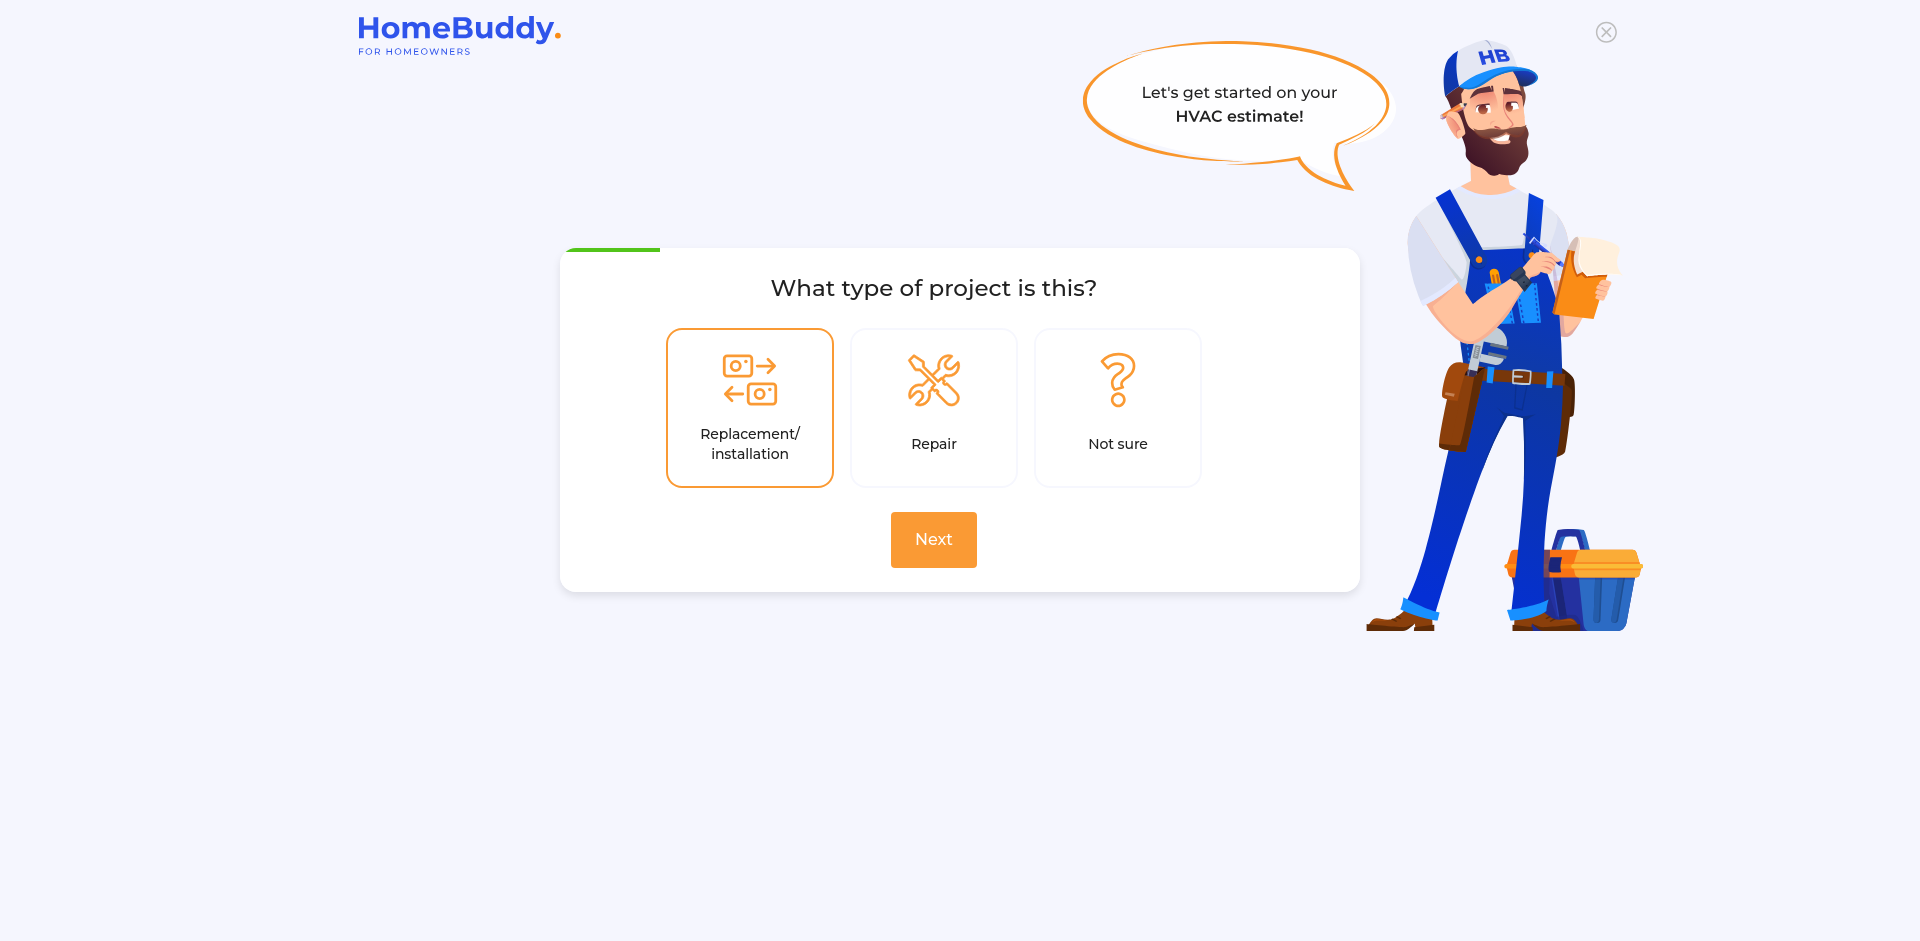 HomeBuddy.
FOR HOMEOWNERS
Let's get started on your
HVAC estimate!
HB
What type of project is this?
Replacement/
installation
Repair
Not sure
Next